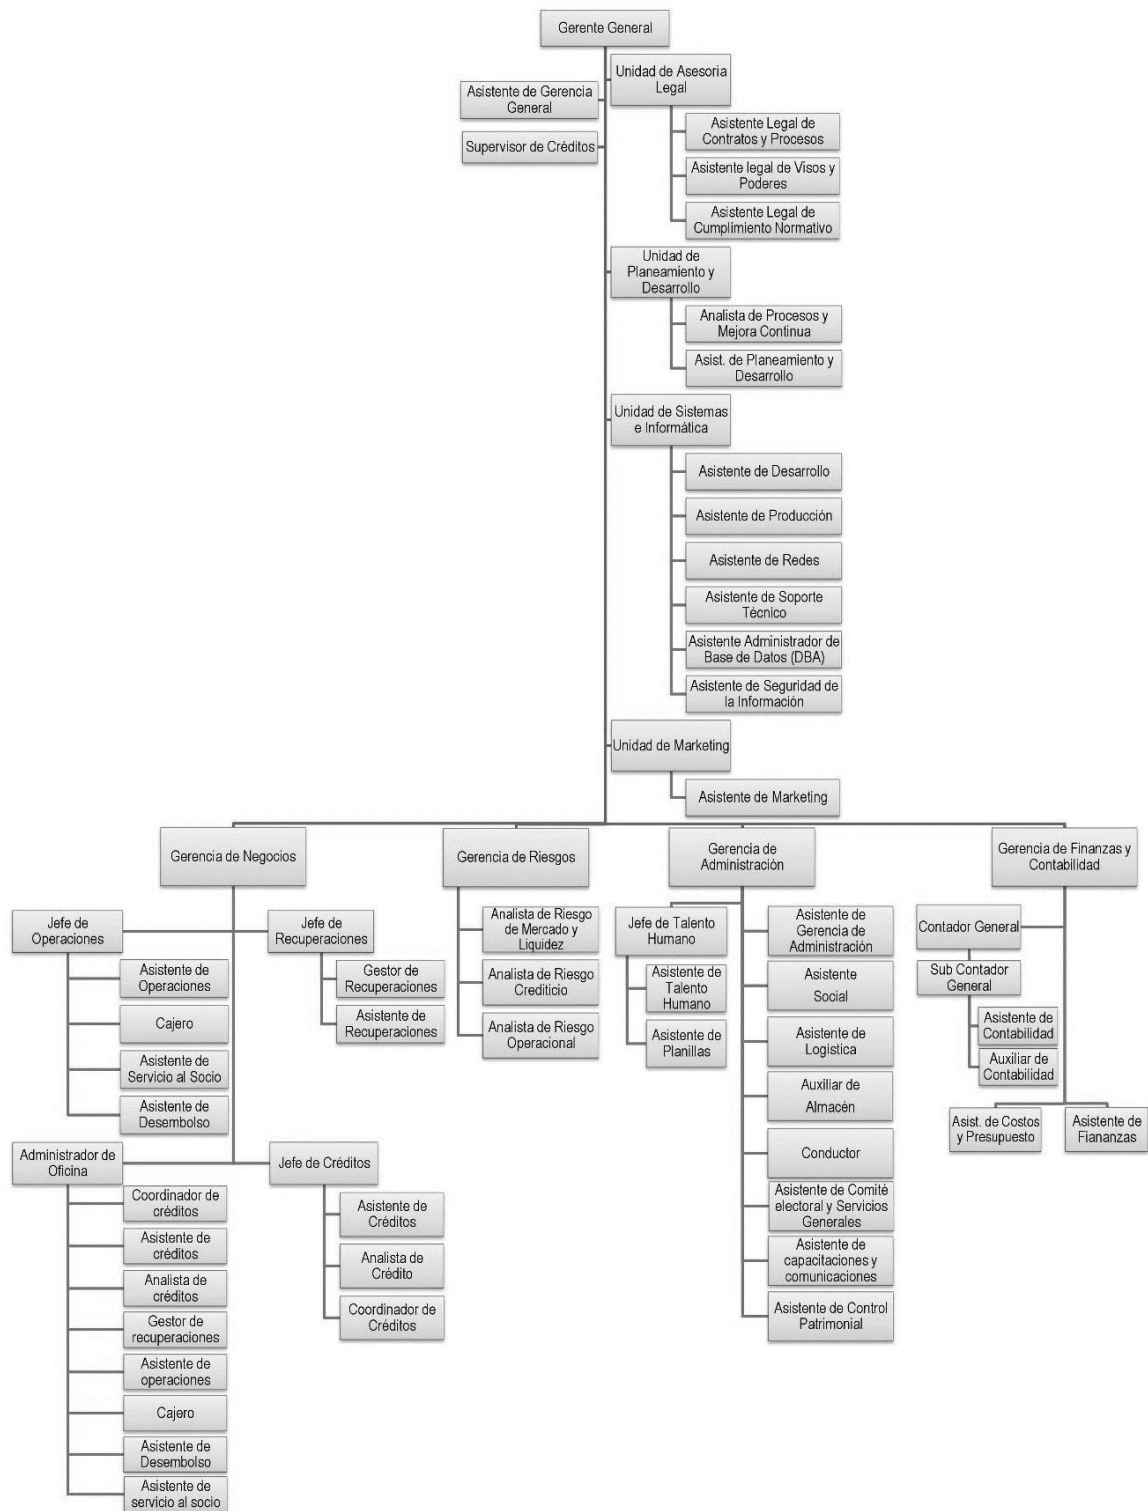 Gerente General
Unidad de Asesoría
Legal
Asistente de Gerencia
General
Supervisor de Créditos
Asistente Legal de
Contratos y Procesos
Asistente legal de Visos y
Poderes
Asistente Legal de
Cumplimiento Normativo
Unidad de
Planeamiento y
Desarrollo
Analista de Procesos y
Mejora Continua
Asist. de Planeamiento y
Desarrollo
Unidad de Sistemas
e Informática
Asistente de Desarrollo
Asistente de Producción
Asistente de Redes
Asistente de Soporte
Técnico
Asistente Administrador de
Base de Datos (DBA)
Asistente de Seguridad de
la Información
Unidad de Marketing
Asistente de Marketing
Gerencia de Negocios
Jefe de
Operaciones
Asistente de
Operaciones
Cajero
Asistente de
Servicio al Socio
Asistente de
Desembolso
Jefe de
Recuperaciones
Gestor de
Recuperaciones
Asistente de
Recuperaciones
Administrador de
Oficina
Coordinador de
créditos
Asistente de
créditos
Analista de
créditos
Gestor de
recuperaciones
Asistente de
operaciones
Cajero
Asistente de
Desembolso
Asistente de
servicio al socio
Jefe de Créditos
Asistente de
Créditos
Analista de
Crédito
Coordinador de
Créditos
Gerencia de Riesgos
Analista de Riesgo
de Mercado y
Liquidez
Analista de Riesgo
Crediticio
Analista de Riesgo
Operacional
Gerencia de
Administración
Jefe de Talento
Humano
Asistente de
Talento
Humano
Asistente de
Planillas
Asistente de
Gerencia de
Administración
Asistente
Social
Asistente de
Logística
Auxiliar de
Almacén
Conductor
Asistente de Comité
electoral y Servicios
Generales
Asistente de
capacitaciones y
comunicaciones
Asistente de Control
Patrimonial
Gerencia de Finanzas y
Contabilidad
Contador General
Sub Contador
General
Asistente de
Contabilidad
Auxiliar de
Contabilidad
Asist. de Costos
y Presupuesto
Asistente de
Fiananzas